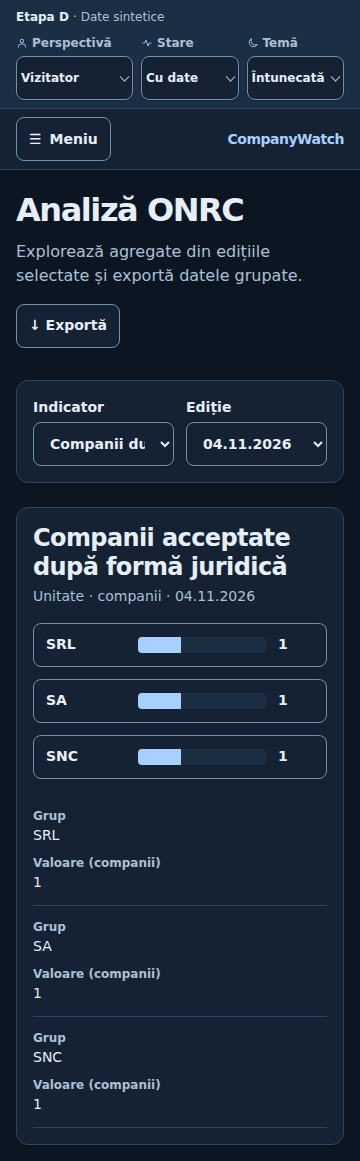 Etapa D · Date sintetice
Perspectivă Stare Temă
Vizitator Cu date Întunecată
☰ Meniu CompanyWatch
Analiză ONRC
Explorează agregate din edițiile
selectate și exportă datele grupate.
↓ Exportă
Indicator Ediție
Companii du 04.11.2026
Companii acceptate
după formă juridică
Unitate · companii · 04.11.2026
SRL 1
SA 1
SNC 1
Grup
SRL
Valoare (companii)
1
Grup
SA
Valoare (companii)
1
Grup
SNC
Valoare (companii)
1